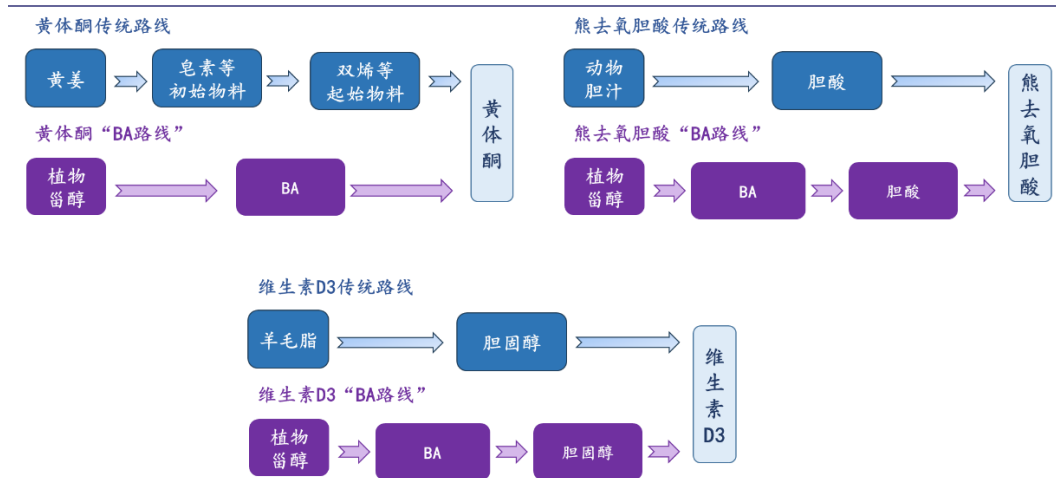 黄体酮传统路线
黄姜
皂素等
初始物料
双烯等
起始物料
黄体酮“BA路线”
植物
甾醇
BA
黄
体
酮
熊去氧胆酸传统路线
动物
胆汁
胆酸
熊去氧胆酸“BA路线”
植物
甾醇
BA
胆酸
熊
去
氧
胆
酸
维生素D3传统路线
羊毛脂
胆固醇
维生素D3“BA路线”
植物
甾醇
BA
胆固醇
维
生
素
D3